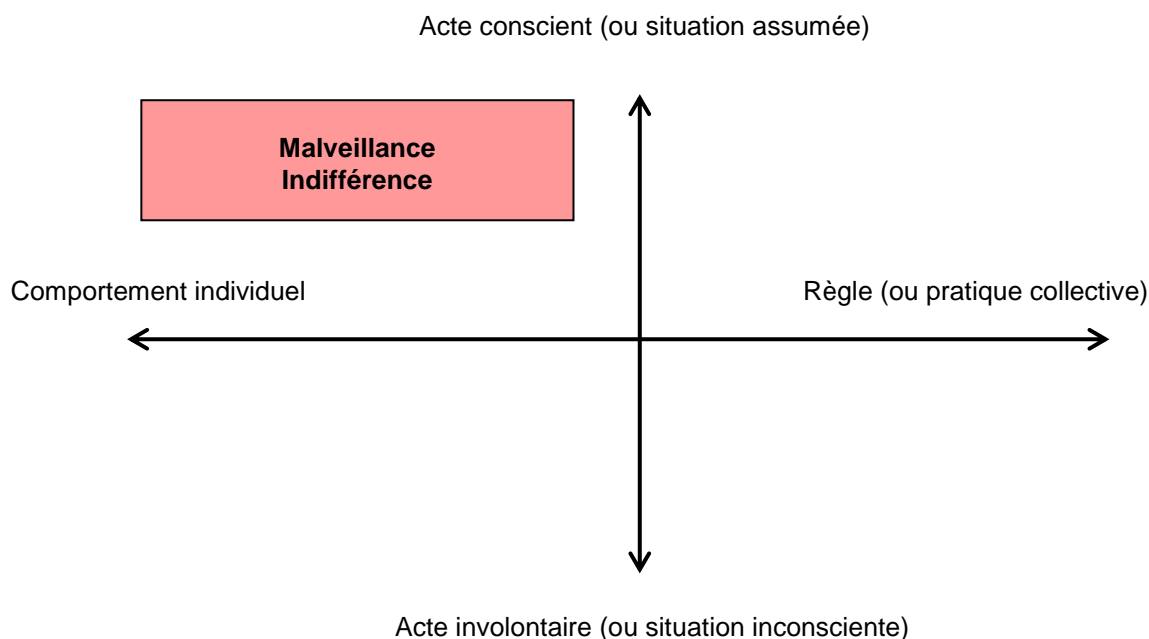 Acte conscient (ou situation assumée)
Malveillance
Indifférence
Comportement individuel
Règle (ou pratique collective)
Acte involontaire (ou situation inconsciente)